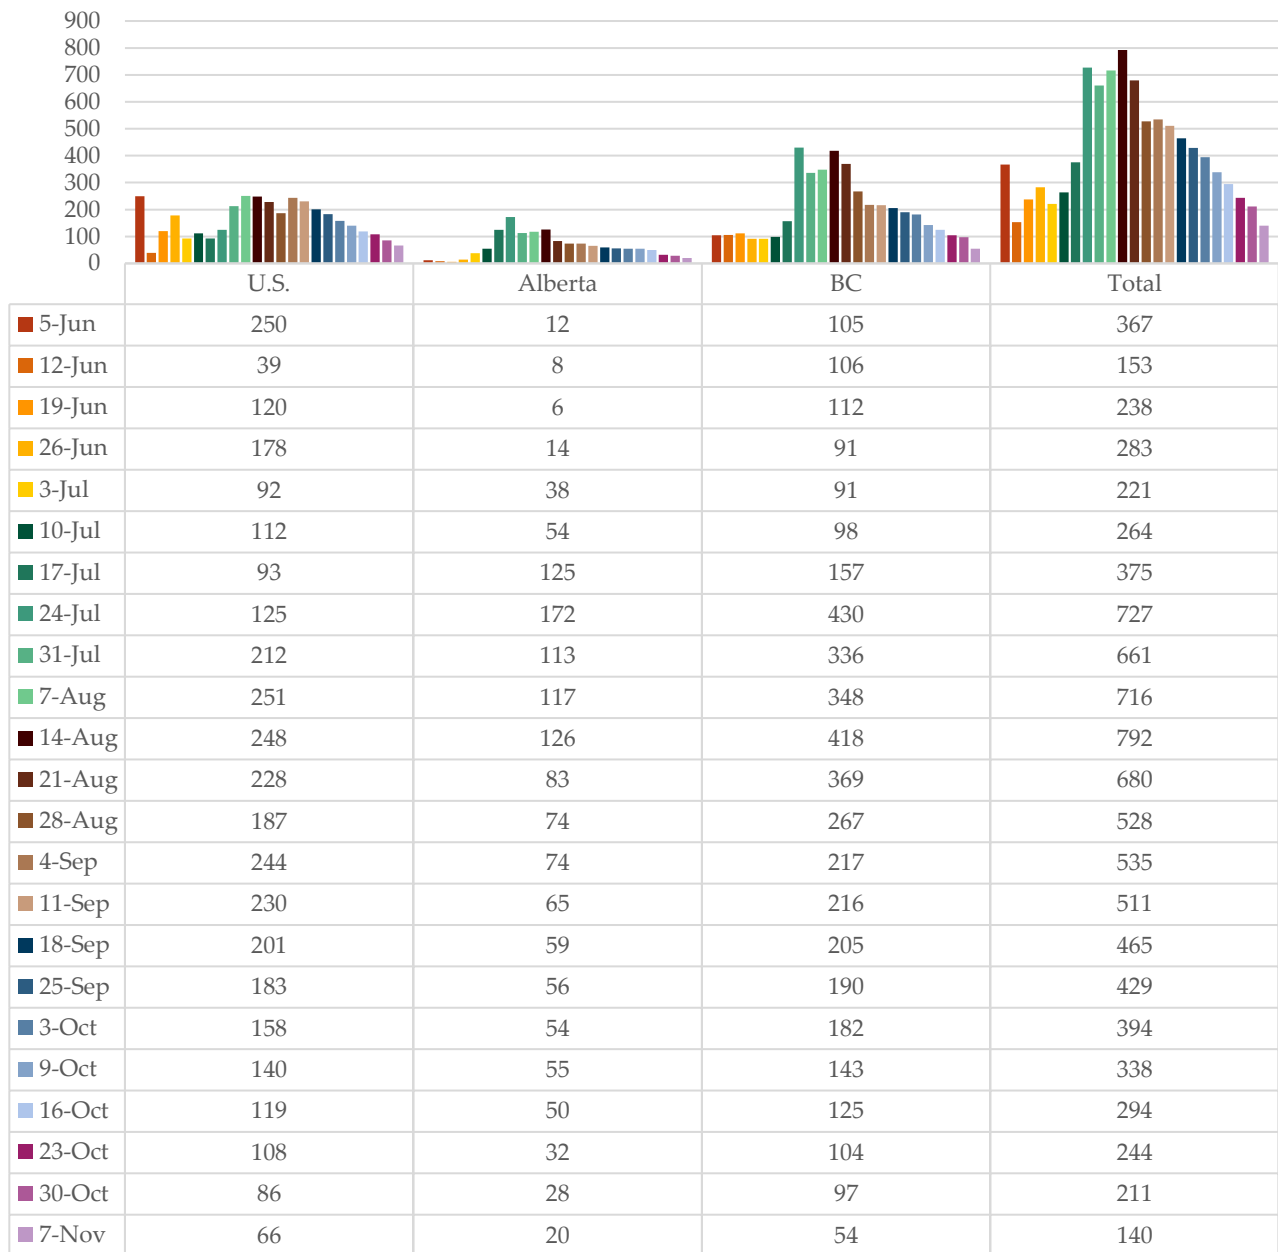 900
800
700
600
500
400
300
200
100
0
U.S. Alberta BC Total
5-Jun 250 12 105 367
12-Jun 39 8 106 153
19-Jun 120 6 112 238
26-Jun 178 14 91 283
3-Jul 92 38 91 221
10-Jul 112 54 98 264
17-Jul 93 125 157 375
24-Jul 125 172 430 727
31-Jul 212 113 336 661
7-Aug 251 117 348 716
14-Aug 248 126 418 792
21-Aug 228 83 369 680
28-Aug 187 74 267 528
4-Sep 244 74 217 535
11-Sep 230 65 216 511
18-Sep 201 59 205 465
25-Sep 183 56 190 429
3-Oct 158 54 182 394
9-Oct 140 55 143 338
16-Oct 119 50 125 294
23-Oct 108 32 104 244
30-Oct 86 28 97 211
7-Nov 66 20 54 140